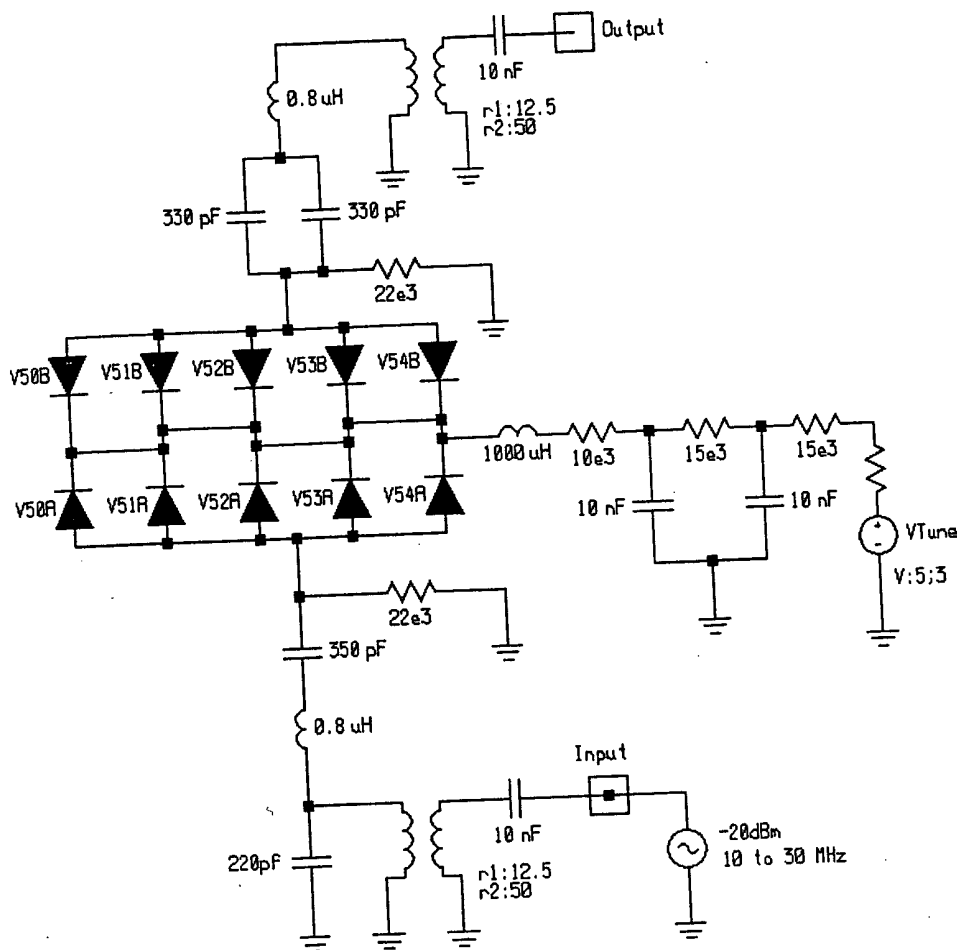 Output
10 nF
0.8 uH
r1:12.5
r2:50
330 pF
330 pF
22e3
V50B
V51B
V52B
V53B
V54B
1000 uH
10e3
15e3
15e3
V50A
V51A
V52A
V53A
V54A
10 nF
10 nF
VTune
V:5;3
22e3
350 pF
0.8 uH
Input
10 nF
-20dBm
10 to 30 MHz
220pf
r1:12.5
r2:50